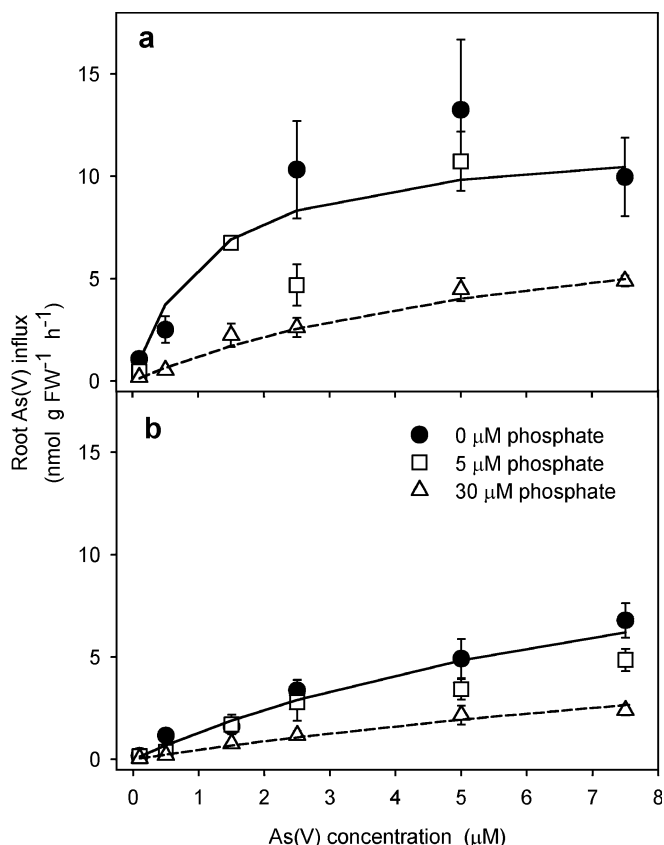 a
15
10
5
0
Root As(V) influx
(nmol g FW⁻¹ h⁻¹)
b
0 μM phosphate
5 μM phosphate
30 μM phosphate
15
10
5
0
0 1 2 3 4 5 6 7 8
As(V) concentration (μM)